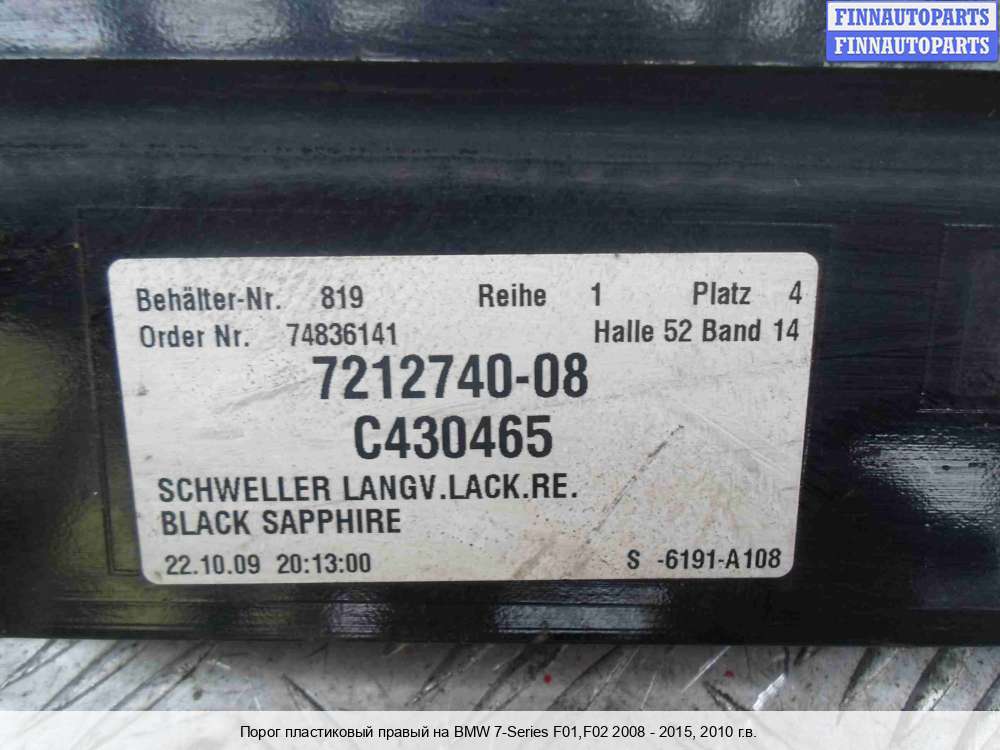 FINNAUTOPARTS
FINNAUTOPARTS
Behälter-Nr. 819 Reihe 1 Platz 4
Order Nr. 74836141 Halle 52 Band 14
7212740-08
C430465
SCHWELLER LANGV.LACK.RE.
BLACK SAPPHIRE
22.10.09 20:13:00 S -6191-A108
Порог пластиковый правый на BMW 7-Series F01,F02 2008 - 2015, 2010 г.в.